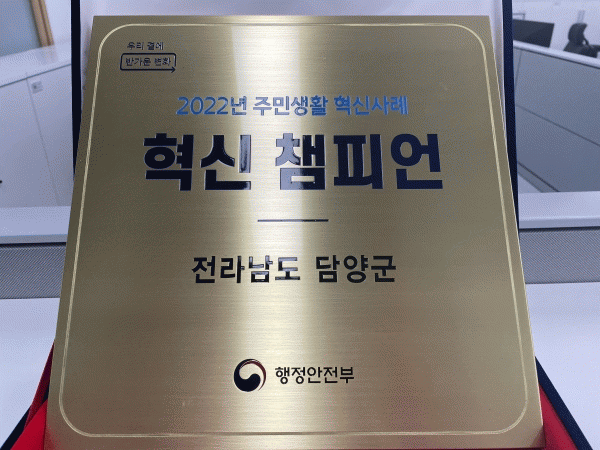 우리 곁에
반가운 변화
2022년 주민생활 혁신사례
혁신 챔피언
전라남도 담양군
행정안전부